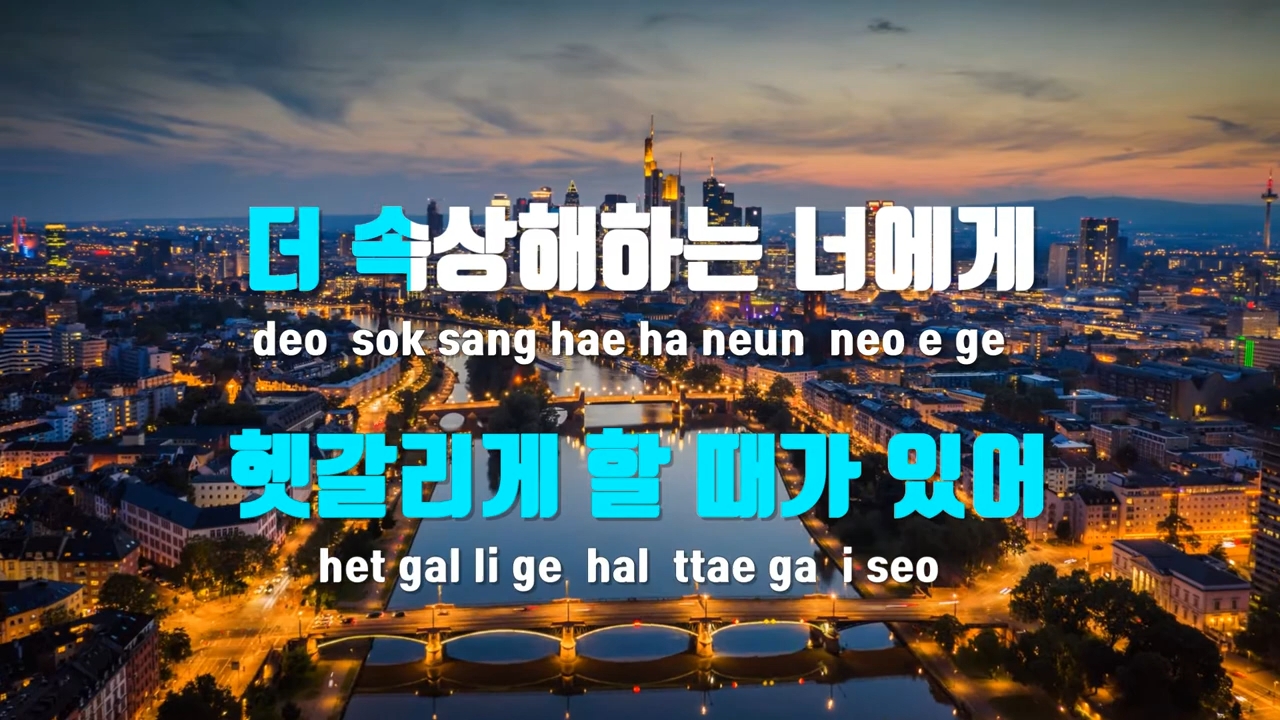 더 속상해하는 너에게
deo sok sang hae ha neun neo e ge
헷갈리게 할 때가 있어
het gal li ge hal ttae ga i seo